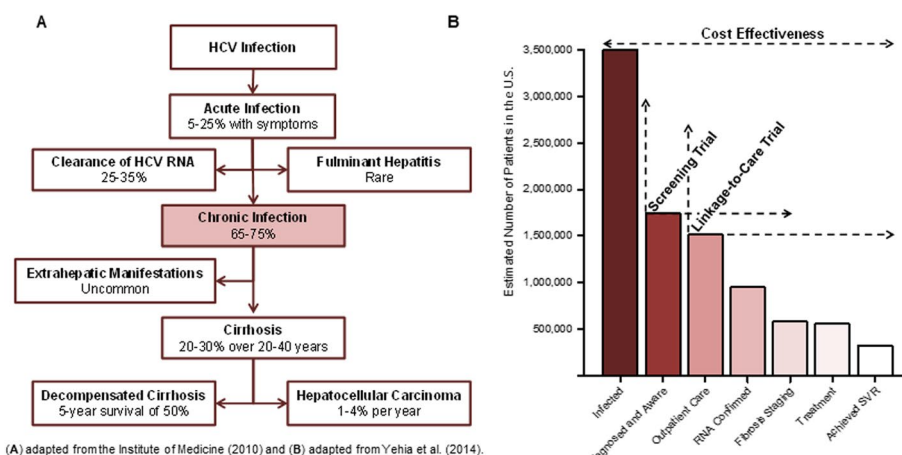 A
HCV Infection
Acute Infection
5-25% with symptoms
Clearance of HCV RNA
25-35%
Fulminant Hepatitis
Rare
Chronic Infection
65-75%
Extrahepatic Manifestations
Uncommon
Cirrhosis
20-30% over 20-40 years
Decompensated Cirrhosis
5-year survival of 50%
Hepatocellular Carcinoma
1-4% per year
(A) adapted from the Institute of Medicine (2010) and (B) adapted from Yehia et al. (2014).
B
Cost Effectiveness
Estimated Number of Patients in the U.S.
3,500,000
3,000,000
2,500,000
2,000,000
1,500,000
1,000,000
500,000
Screening Trial
Linkage-to-Care Trial
Infected
and Aware
Outpatient Care
RNA Confirmed
Fibrosis Staging
Treatment
Achieved SVR